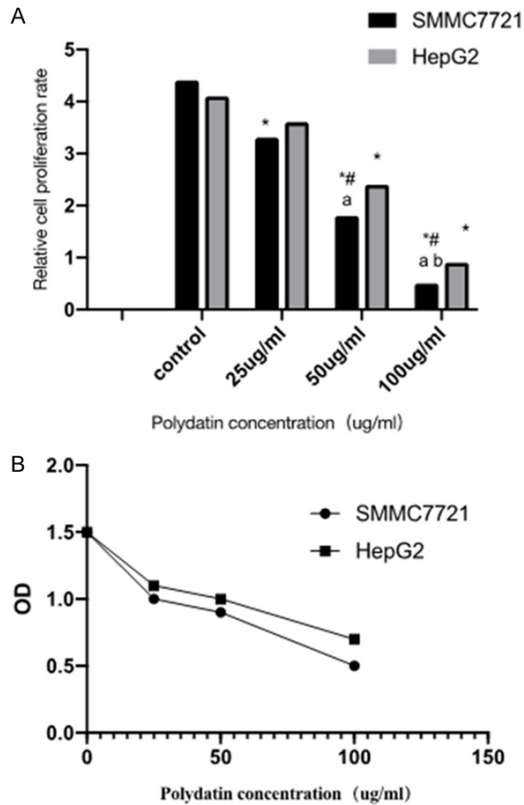 A
SMMC7721
HepG2
Relative cell proliferation rate
5
4
3
2
1
0
*
*# a
*
*# a b
*
control
25ug/ml
50ug/ml
100ug/ml
Polydatin concentration（ug/ml）
B
SMMC7721
HepG2
OD
2.0
1.5
1.0
0.5
0.0
0
50
100
150
Polydatin concentration（ug/ml）